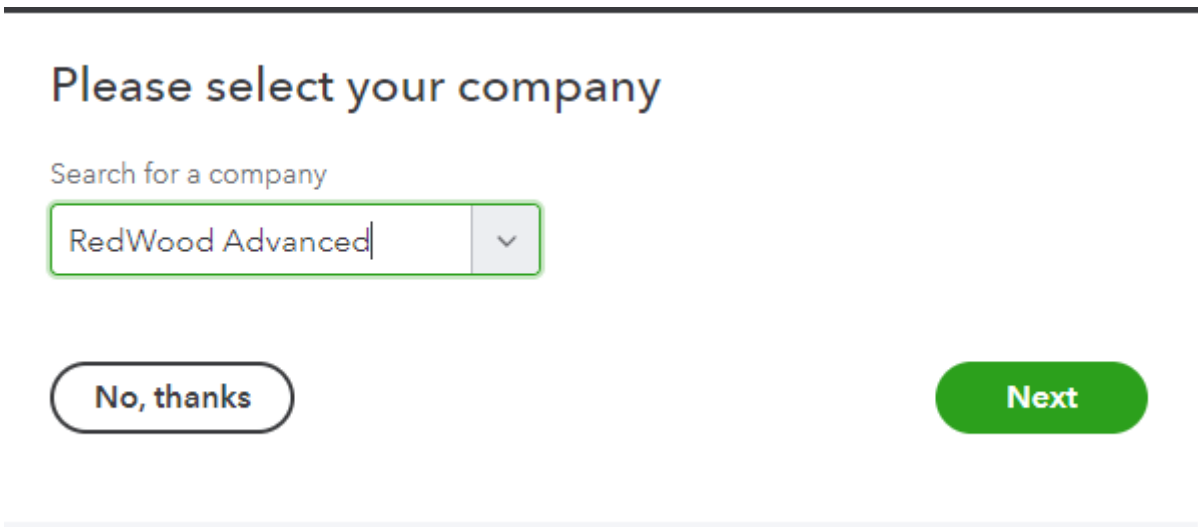 Please select your company
Search for a company
RedWood Advanced
No, thanks
Next